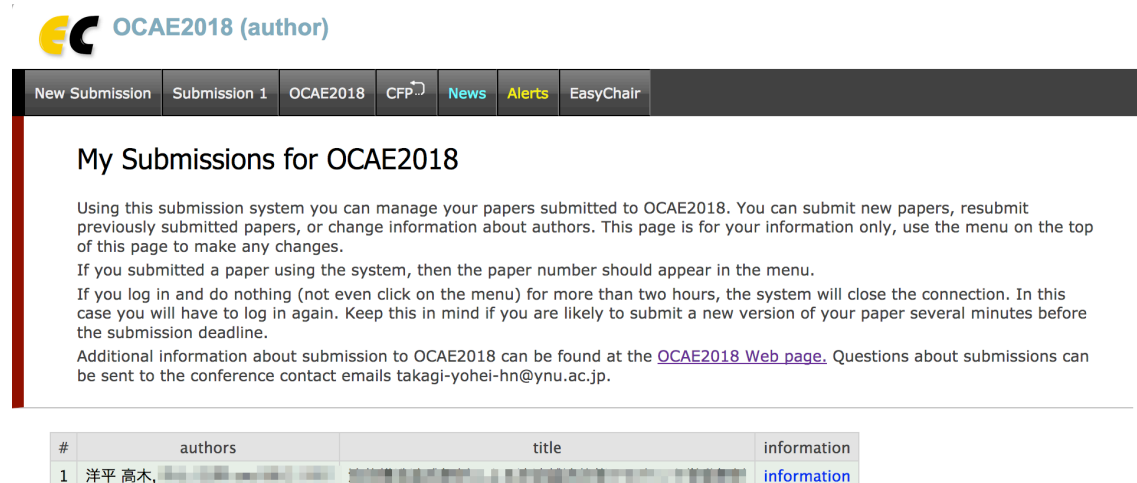 EC OCAE2018 (author)
New Submission Submission 1 OCAE2018 CFP News Alerts EasyChair
My Submissions for OCAE2018
Using this submission system you can manage your papers submitted to OCAE2018. You can submit new papers, resubmit
previously submitted papers, or change information about authors. This page is for your information only, use the menu on the top
of this page to make any changes.
If you submitted a paper using the system, then the paper number should appear in the menu.
If you log in and do nothing (not even click on the menu) for more than two hours, the system will close the connection. In this
case you will have to log in again. Keep this in mind if you are likely to submit a new version of your paper several minutes before
the submission deadline.
Additional information about submission to OCAE2018 can be found at the OCAE2018 Web page. Questions about submissions can
be sent to the conference contact emails takagi-yohei-hn@ynu.ac.jp.
# authors title information
1 洋平 高木, information